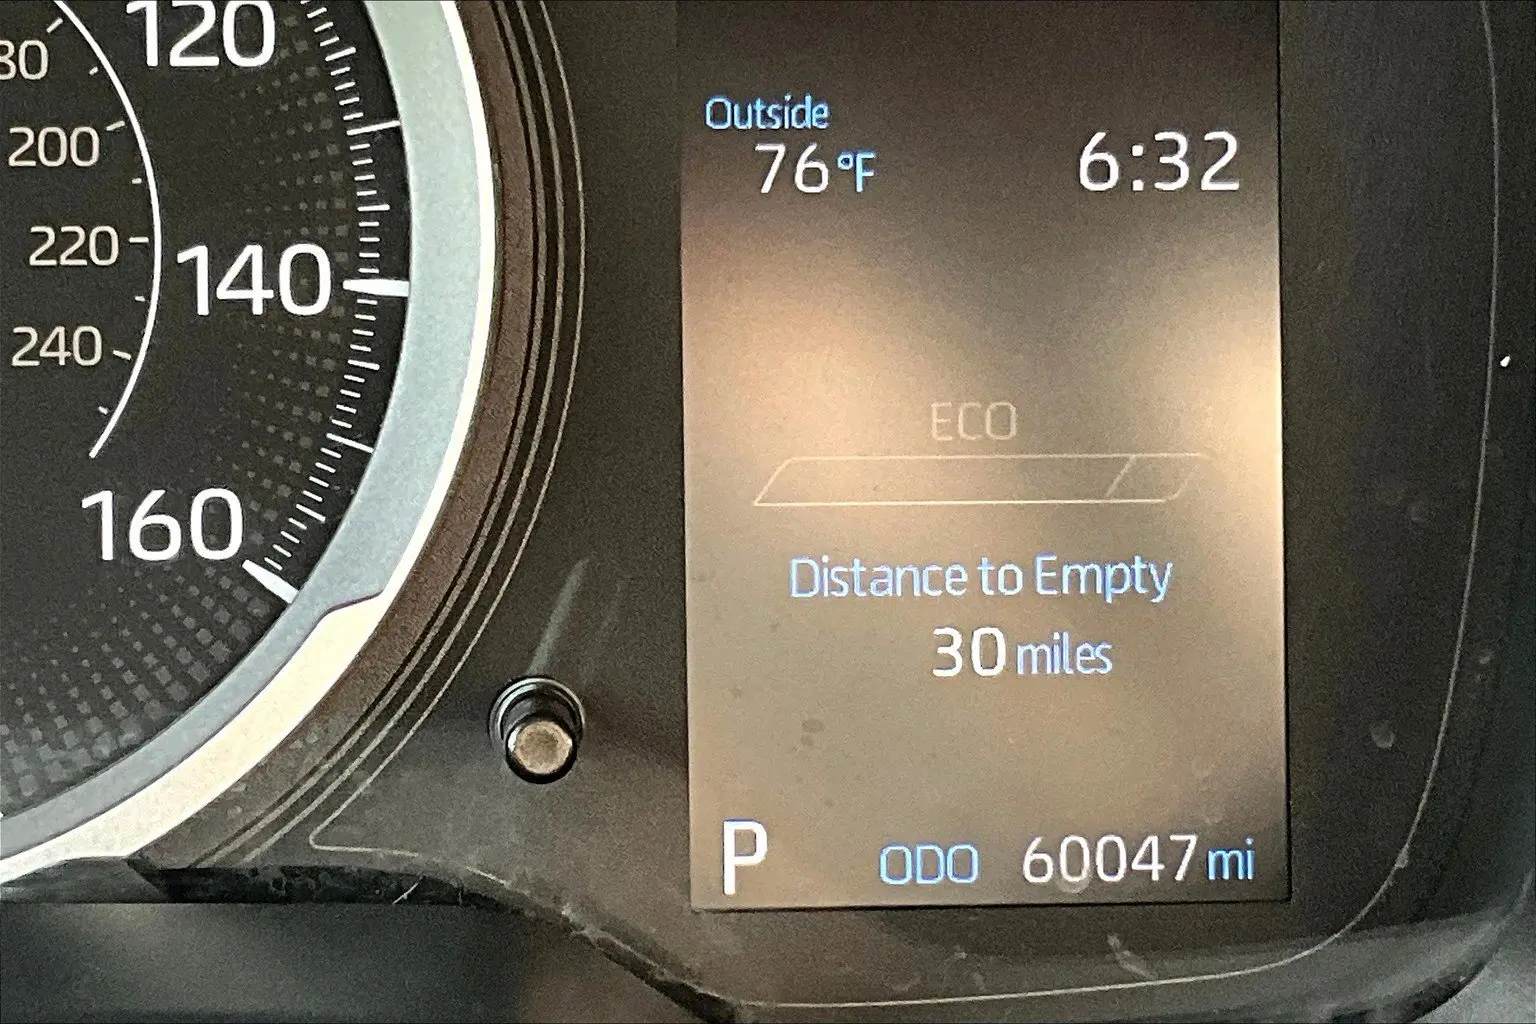 120
80
200
220
140
240
160
Outside
76°F
6:32
ECO
Distance to Empty
30 miles
P
ODO 60047 mi